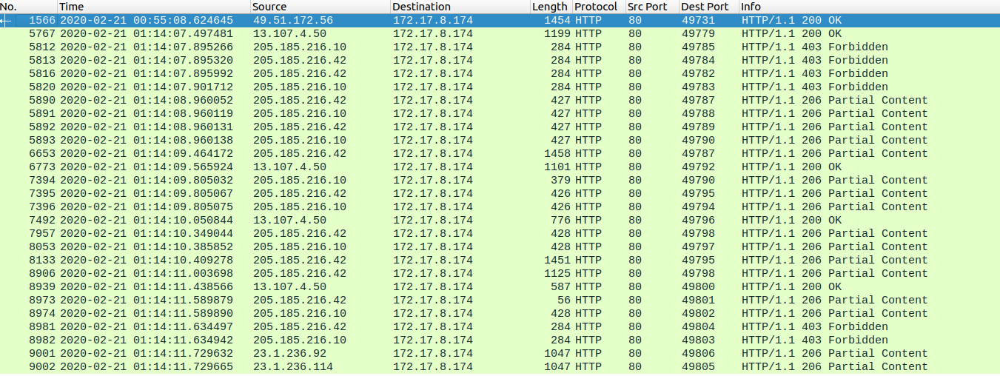 No. Time Source Destination Length Protocol Src Port Dest Port Info
1566 2020-02-21 00:55:08.624645 49.51.172.56 172.17.8.174 1454 HTTP 80 49731 HTTP/1.1 200 OK
5767 2020-02-21 01:14:07.497481 13.107.4.50 172.17.8.174 1199 HTTP 80 49779 HTTP/1.1 200 OK
5812 2020-02-21 01:14:07.895266 205.185.216.10 172.17.8.174 284 HTTP 80 49785 HTTP/1.1 403 Forbidden
5813 2020-02-21 01:14:07.895320 205.185.216.42 172.17.8.174 284 HTTP 80 49784 HTTP/1.1 403 Forbidden
5816 2020-02-21 01:14:07.895992 205.185.216.42 172.17.8.174 284 HTTP 80 49782 HTTP/1.1 403 Forbidden
5820 2020-02-21 01:14:07.901712 205.185.216.42 172.17.8.174 284 HTTP 80 49783 HTTP/1.1 403 Forbidden
5890 2020-02-21 01:14:08.960052 205.185.216.42 172.17.8.174 427 HTTP 80 49787 HTTP/1.1 206 Partial Content
5891 2020-02-21 01:14:08.960119 205.185.216.10 172.17.8.174 427 HTTP 80 49788 HTTP/1.1 206 Partial Content
5892 2020-02-21 01:14:08.960131 205.185.216.42 172.17.8.174 427 HTTP 80 49789 HTTP/1.1 206 Partial Content
5893 2020-02-21 01:14:08.960138 205.185.216.10 172.17.8.174 427 HTTP 80 49790 HTTP/1.1 206 Partial Content
6653 2020-02-21 01:14:09.464172 205.185.216.42 172.17.8.174 1458 HTTP 80 49787 HTTP/1.1 206 Partial Content
6773 2020-02-21 01:14:09.565924 13.107.4.50 172.17.8.174 1101 HTTP 80 49792 HTTP/1.1 200 OK
7394 2020-02-21 01:14:09.805032 205.185.216.10 172.17.8.174 379 HTTP 80 49790 HTTP/1.1 206 Partial Content
7395 2020-02-21 01:14:09.805067 205.185.216.42 172.17.8.174 426 HTTP 80 49795 HTTP/1.1 206 Partial Content
7396 2020-02-21 01:14:09.805075 205.185.216.10 172.17.8.174 426 HTTP 80 49794 HTTP/1.1 206 Partial Content
7492 2020-02-21 01:14:10.050844 13.107.4.50 172.17.8.174 776 HTTP 80 49796 HTTP/1.1 200 OK
7957 2020-02-21 01:14:10.349044 205.185.216.42 172.17.8.174 428 HTTP 80 49798 HTTP/1.1 206 Partial Content
8053 2020-02-21 01:14:10.385852 205.185.216.10 172.17.8.174 428 HTTP 80 49797 HTTP/1.1 206 Partial Content
8133 2020-02-21 01:14:10.409278 205.185.216.42 172.17.8.174 1451 HTTP 80 49795 HTTP/1.1 206 Partial Content
8906 2020-02-21 01:14:11.003698 205.185.216.42 172.17.8.174 1125 HTTP 80 49798 HTTP/1.1 206 Partial Content
8939 2020-02-21 01:14:11.438566 13.107.4.50 172.17.8.174 587 HTTP 80 49800 HTTP/1.1 200 OK
8973 2020-02-21 01:14:11.589879 205.185.216.42 172.17.8.174 56 HTTP 80 49801 HTTP/1.1 206 Partial Content
8974 2020-02-21 01:14:11.589890 205.185.216.10 172.17.8.174 428 HTTP 80 49802 HTTP/1.1 206 Partial Content
8981 2020-02-21 01:14:11.634497 205.185.216.42 172.17.8.174 284 HTTP 80 49804 HTTP/1.1 403 Forbidden
8982 2020-02-21 01:14:11.634942 205.185.216.10 172.17.8.174 284 HTTP 80 49803 HTTP/1.1 403 Forbidden
9001 2020-02-21 01:14:11.729632 23.1.236.92 172.17.8.174 1047 HTTP 80 49806 HTTP/1.1 206 Partial Content
9002 2020-02-21 01:14:11.729665 23.1.236.114 172.17.8.174 1047 HTTP 80 49805 HTTP/1.1 206 Partial Content